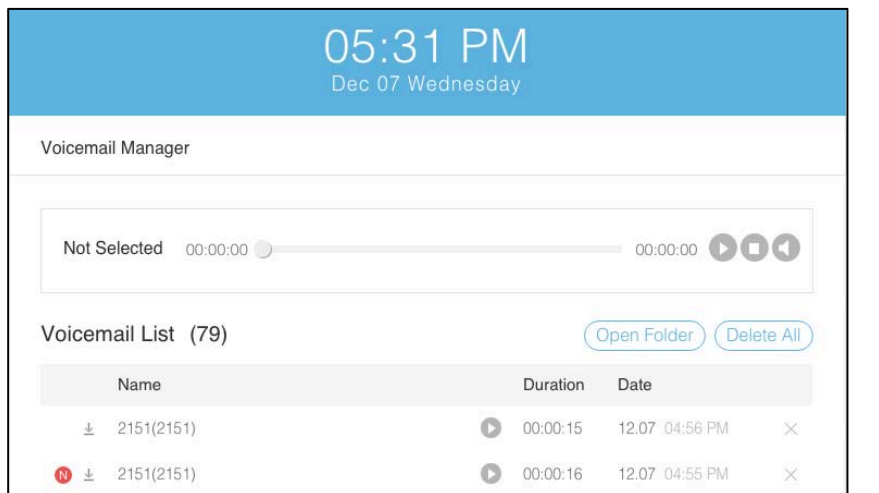 05:31 PM
Dec 07 Wednesday
Voicemail Manager
Not Selected 00:00:00 00:00:00
Voicemail List (79) Open Folder Delete All
Name Duration Date
2151(2151) 00:00:15 12.07 04:56 PM
N 2151(2151) 00:00:16 12.07 04:55 PM